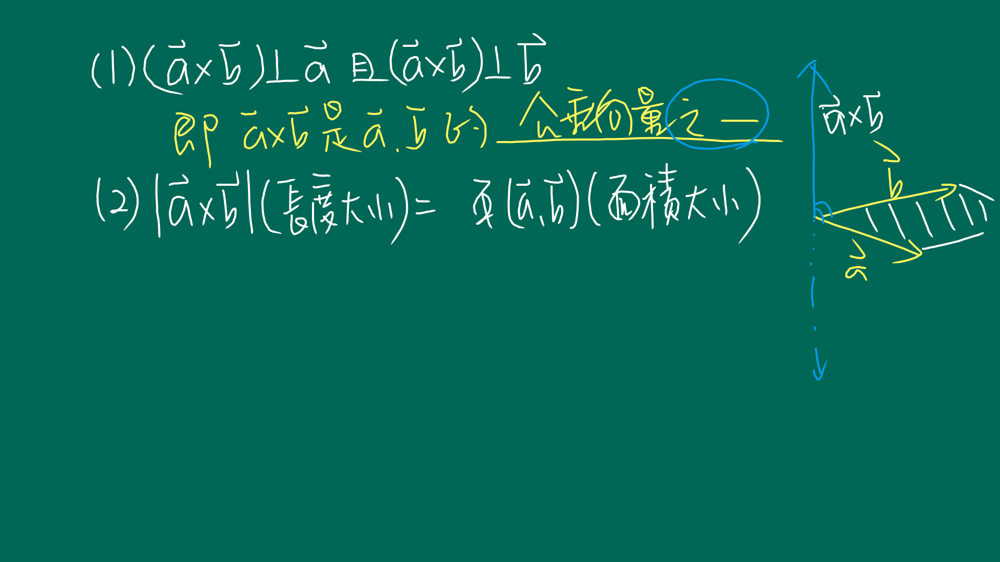 (1) (a⃗×b⃗)⊥a⃗ 且 (a⃗×b⃗)⊥b⃗
即 a⃗×b⃗ 是 a⃗、b⃗ 的 公垂向量之一
(2) |a⃗×b⃗| (長度大小) = (a⃗、b⃗) (面積大小)
a⃗×b⃗
b⃗
a⃗